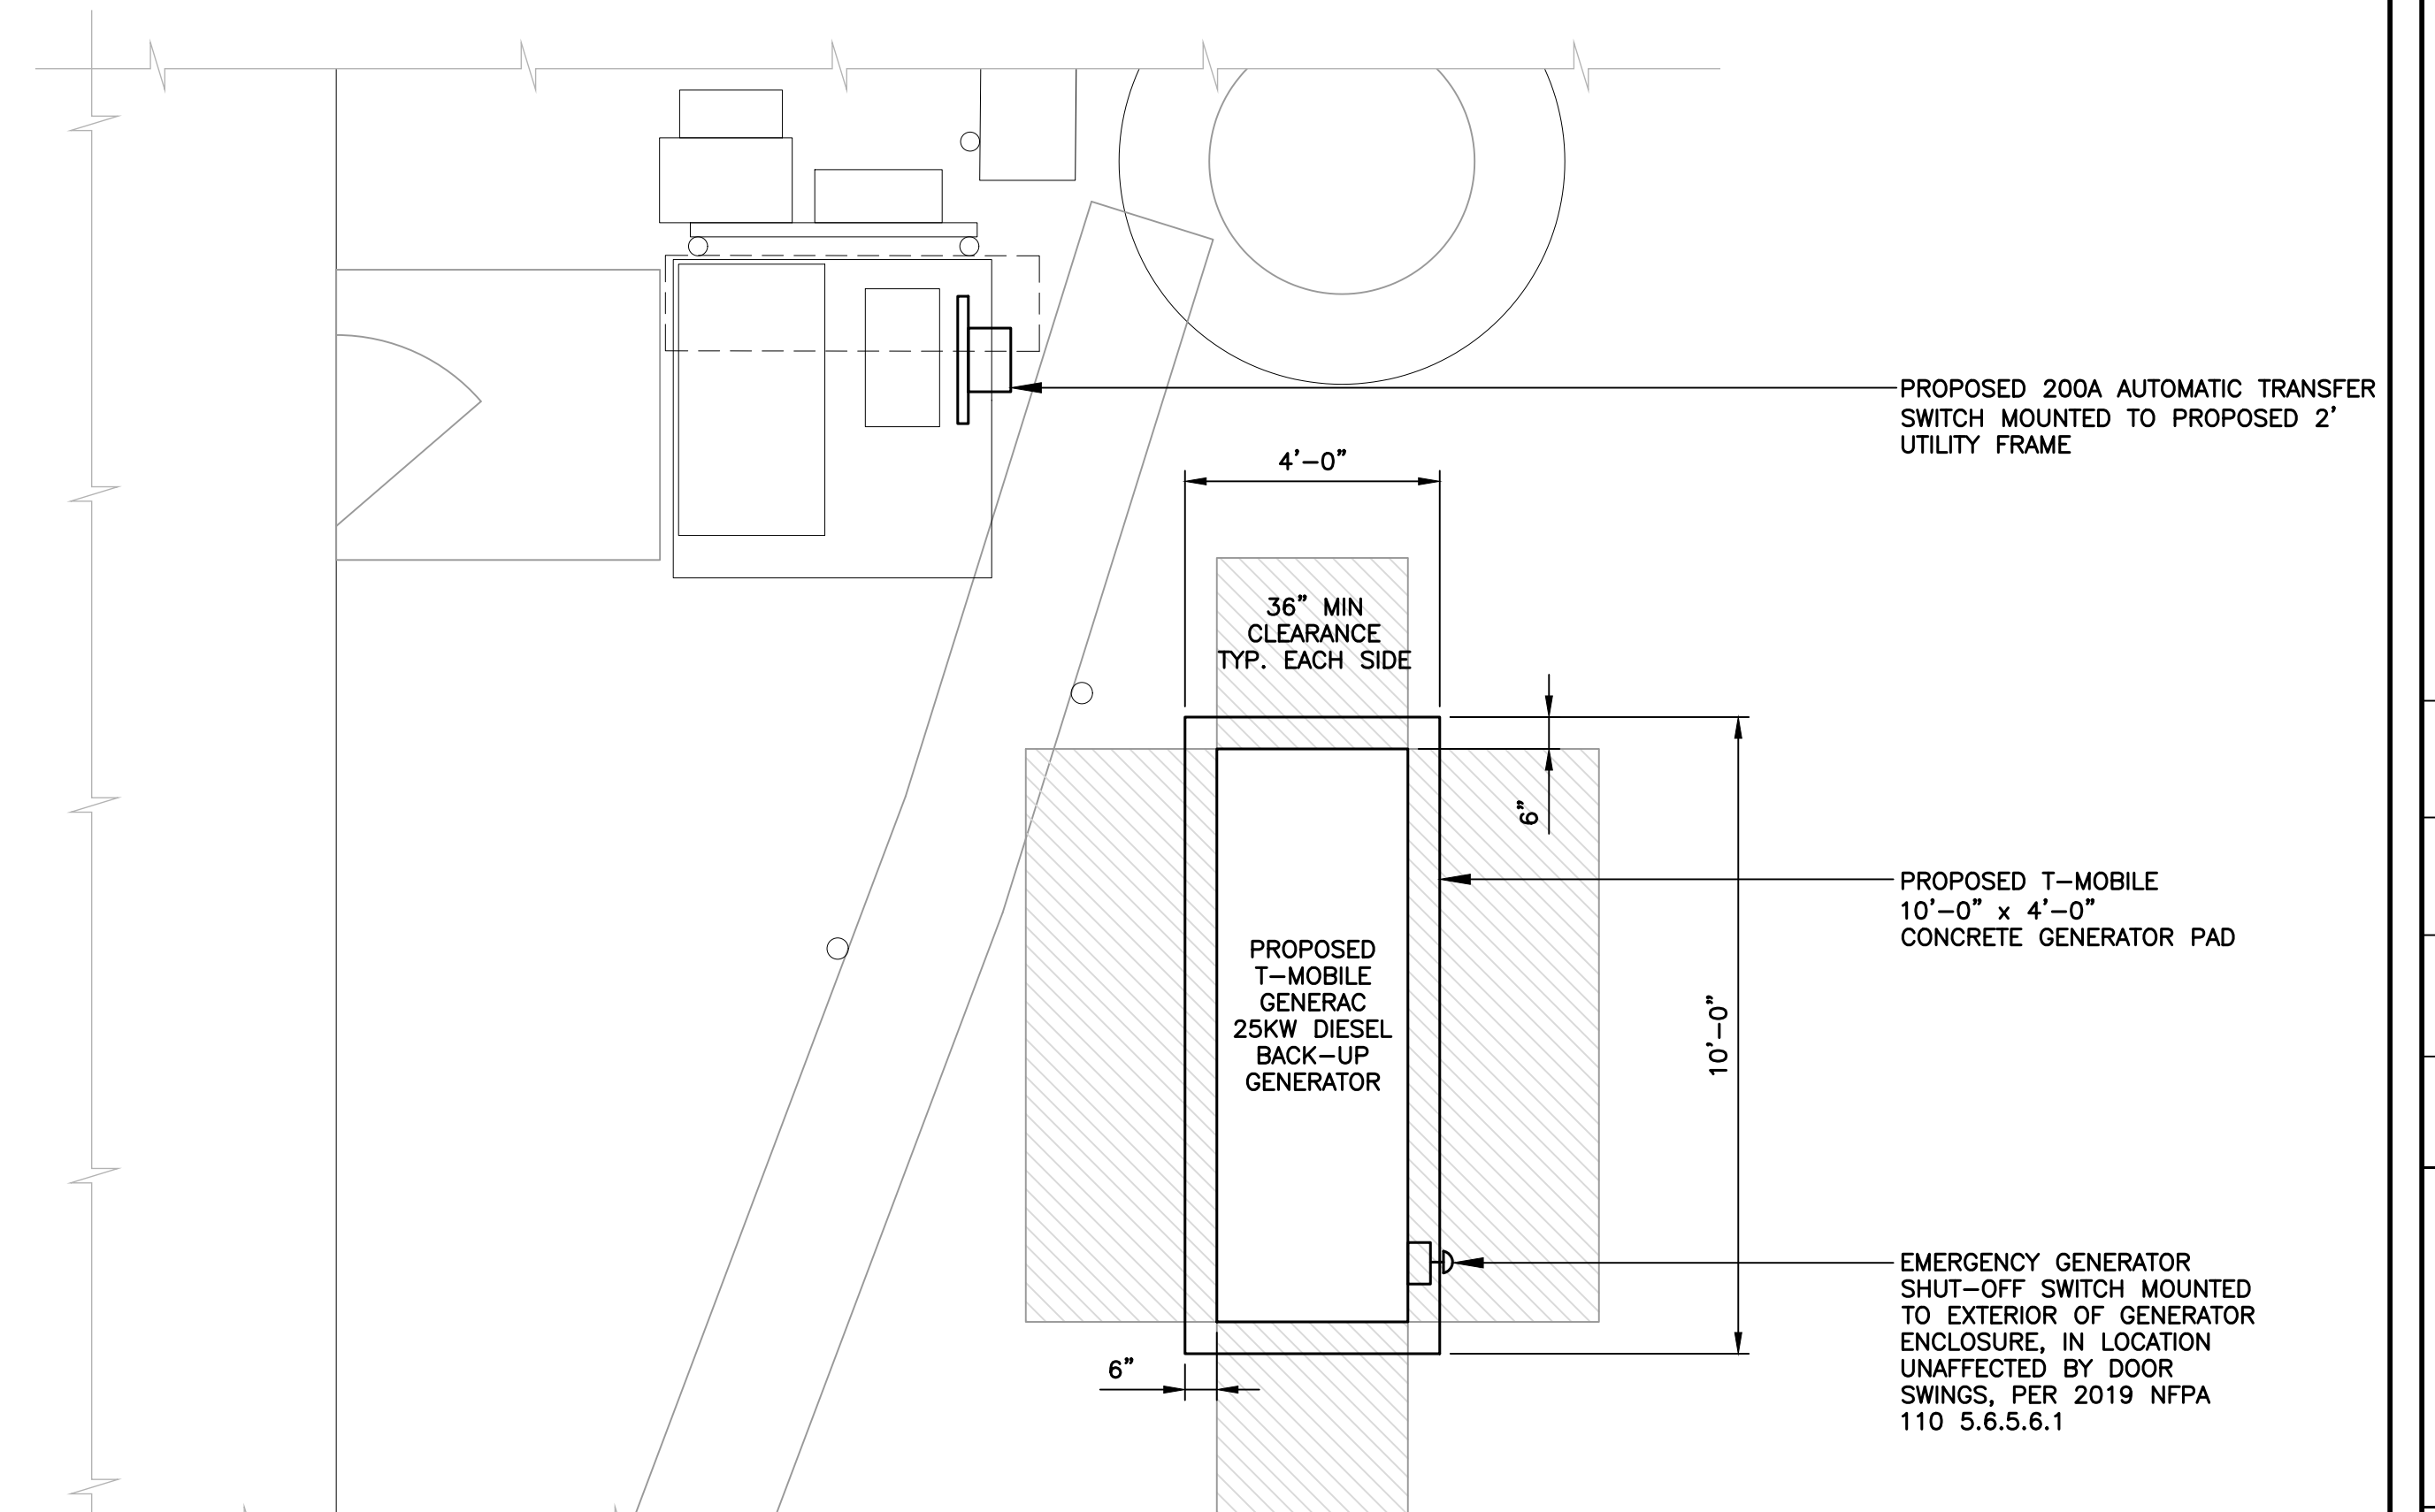 PROPOSED 200A AUTOMATIC TRANSFER
SWITCH MOUNTED TO PROPOSED 2'
UTILITY FRAME
4'-0"
36" MIN
CLEARANCE
TYP. EACH SIDE
6"
PROPOSED T-MOBILE
10'-0" x 4'-0"
CONCRETE GENERATOR PAD
PROPOSED
T-MOBILE
GENERAC
25KW DIESEL
BACK-UP
GENERATOR
10'-0"
EMERGENCY GENERATOR
SHUT-OFF SWITCH MOUNTED
TO EXTERIOR OF GENERATOR
ENCLOSURE, IN LOCATION
UNAFFECTED BY DOOR
SWINGS, PER 2019 NFPA
110 5.6.5.6.1
6"